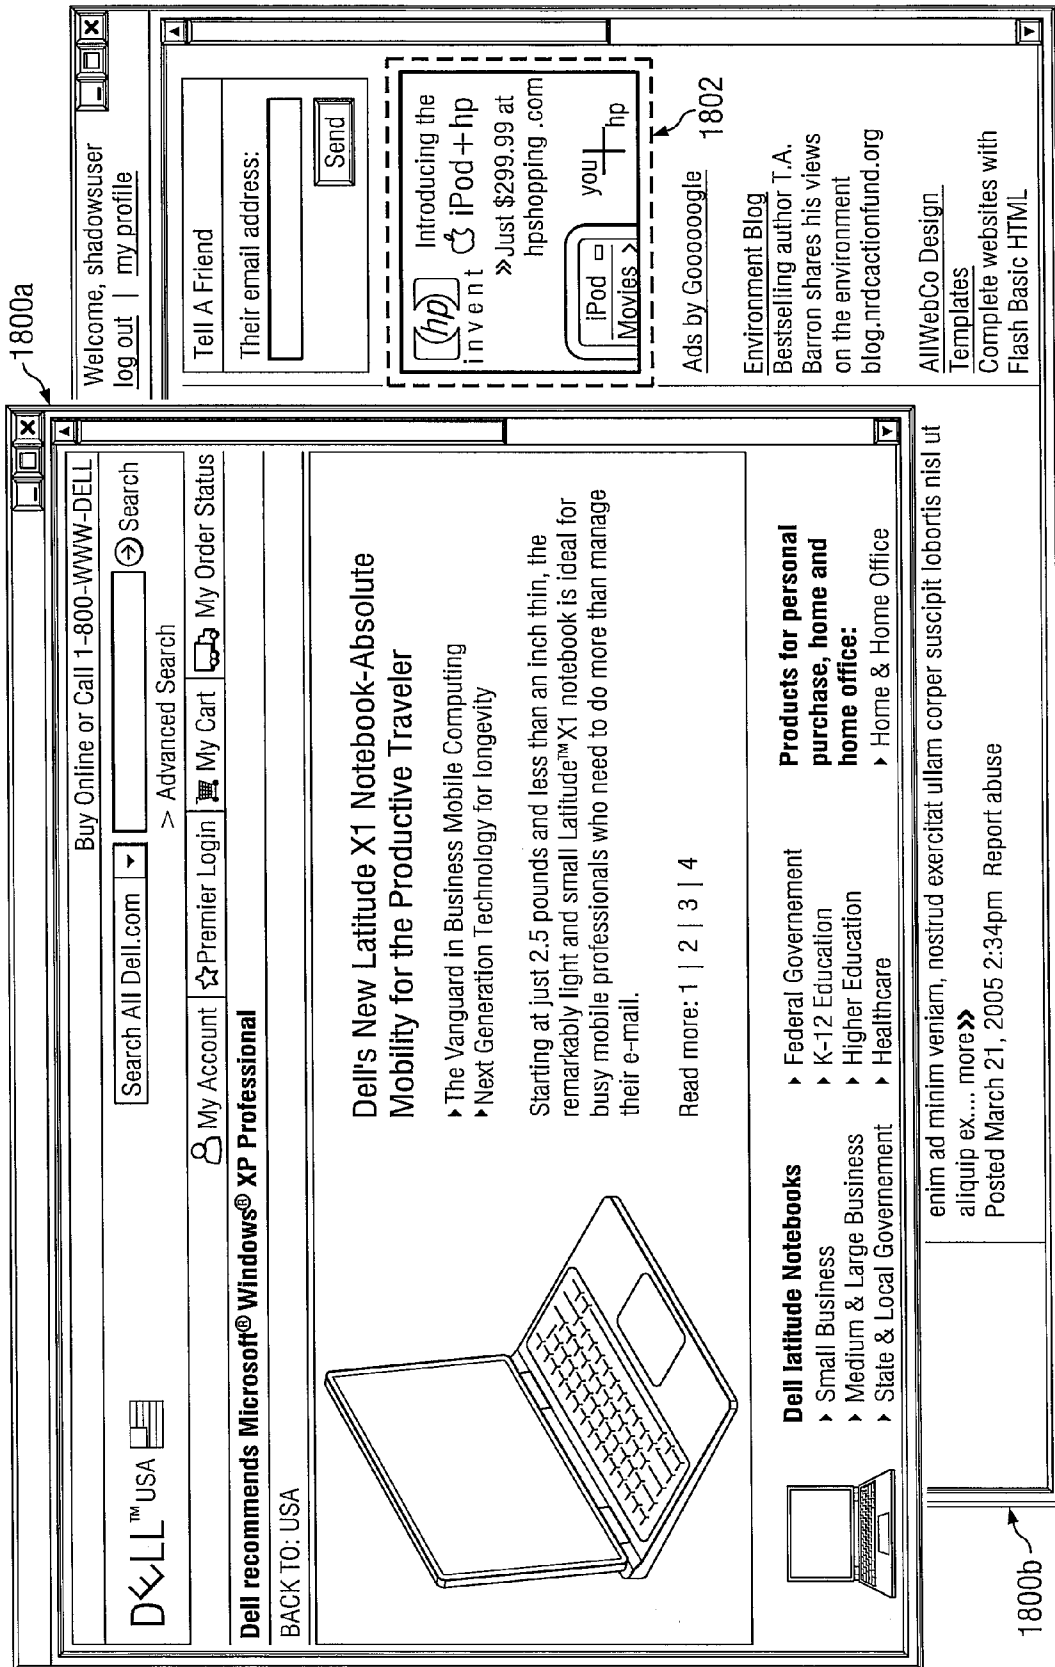 1800a
Buy Online or Call 1-800-WWW-DELL
DELL™ USA
Search All Dell.com
Search
> Advanced Search
My Account
Premier Login
My Cart
My Order Status
Dell recommends Microsoft® Windows® XP Professional
BACK TO: USA
Dell's New Latitude X1 Notebook-Absolute
Mobility for the Productive Traveler
The Vanguard in Business Mobile Computing
Next Generation Technology for longevity
Starting at just 2.5 pounds and less than an inch thin, the
remarkably light and small Latitude™ X1 notebook is ideal for
busy mobile professionals who need to do more than manage
their e-mail.
Read more: 1 | 2 | 3 | 4
Dell latitude Notebooks
Small Business
Medium & Large Business
State & Local Governement
Federal Governement
K-12 Education
Higher Education
Healthcare
Products for personal
purchase, home and
home office:
Home & Home Office
1800b
Welcome, shadowsuser
log out | my profile
Tell A Friend
Their email address:
Send
hp
invent
Introducing the
iPod+hp
»Just $299.99 at
hpshopping .com
iPod
Movies >
you+hp
1802
Ads by Goooooogle
Environment Blog
Bestselling author T.A.
Barron shares his views
on the environment
blog.nrdcactionfund.org
AllWebCo Design
Templates
Complete websites with
Flash Basic HTML
enim ad minim veniam, nostrud exercitat ullam corper suscipit lobortis nisl ut
aliquip ex.... more»
Posted March 21, 2005 2:34pm Report abuse